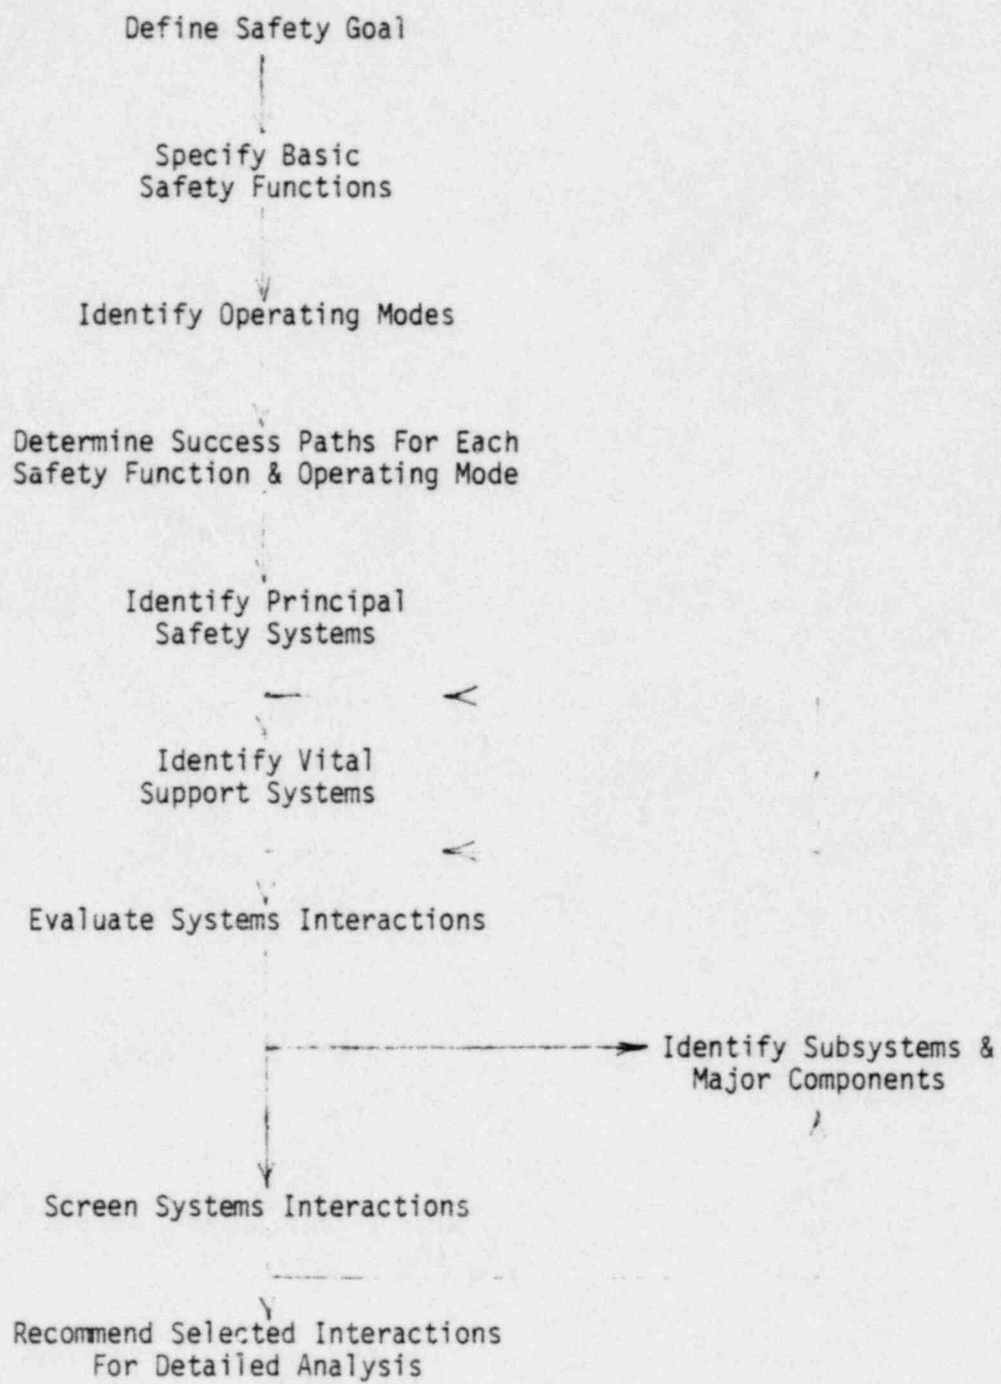 Define Safety Goal
Specify Basic
Safety Functions
Identify Operating Modes
Determine Success Paths For Each
Safety Function & Operating Mode
Identify Principal
Safety Systems
Identify Vital
Support Systems
Evaluate Systems Interactions
Identify Subsystems &
Major Components
Screen Systems Interactions
Recommend Selected Interactions
For Detailed Analysis